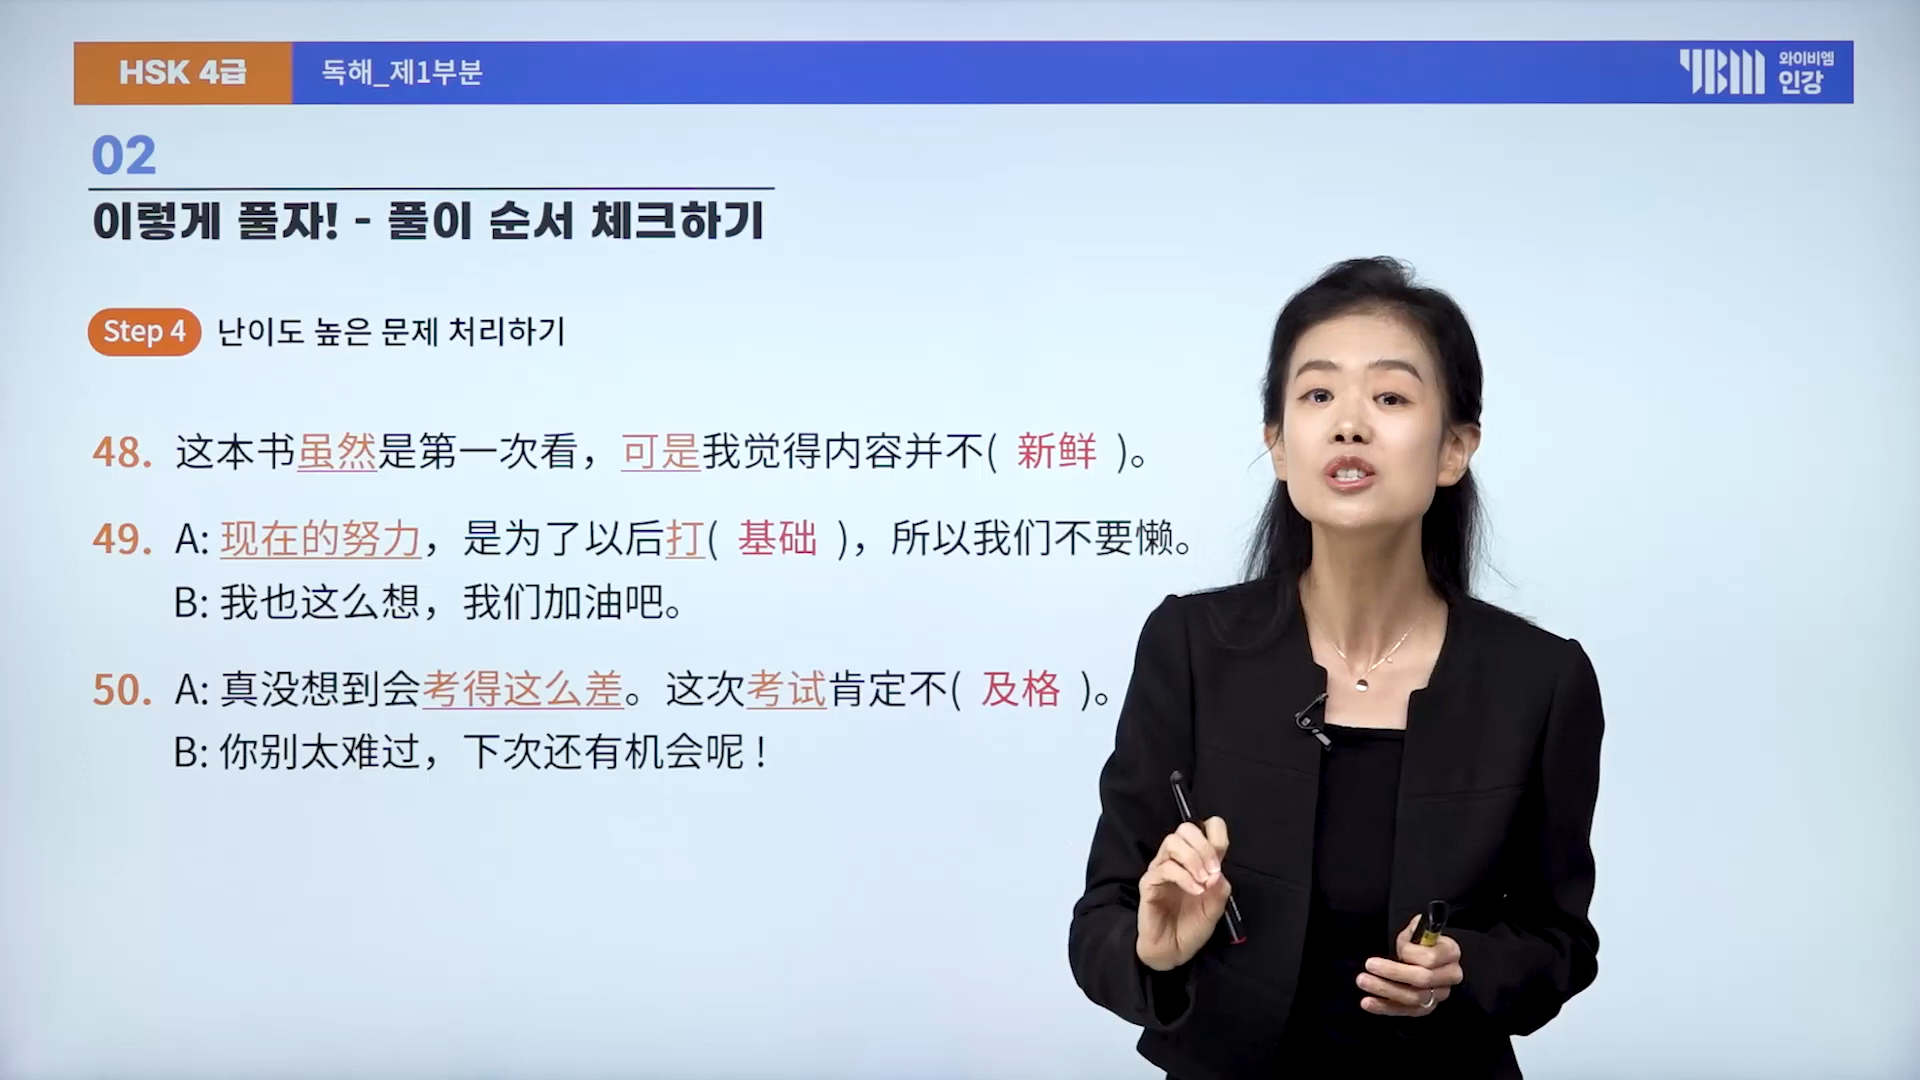 HSK 4급
독해_제1부분
YBM
와이비엠
인강
02
이렇게 풀자! - 풀이 순서 체크하기
Step 4 난이도 높은 문제 처리하기
48. 这本书虽然是第一次看，可是我觉得内容并不( 新鲜 )。
49. A: 现在的努力，是为了以后打( 基础 )，所以我们不要懒。
B: 我也这么想，我们加油吧。
50. A: 真没想到会考得这么差。这次考试肯定不( 及格 )。
B: 你别太难过，下次还有机会呢！